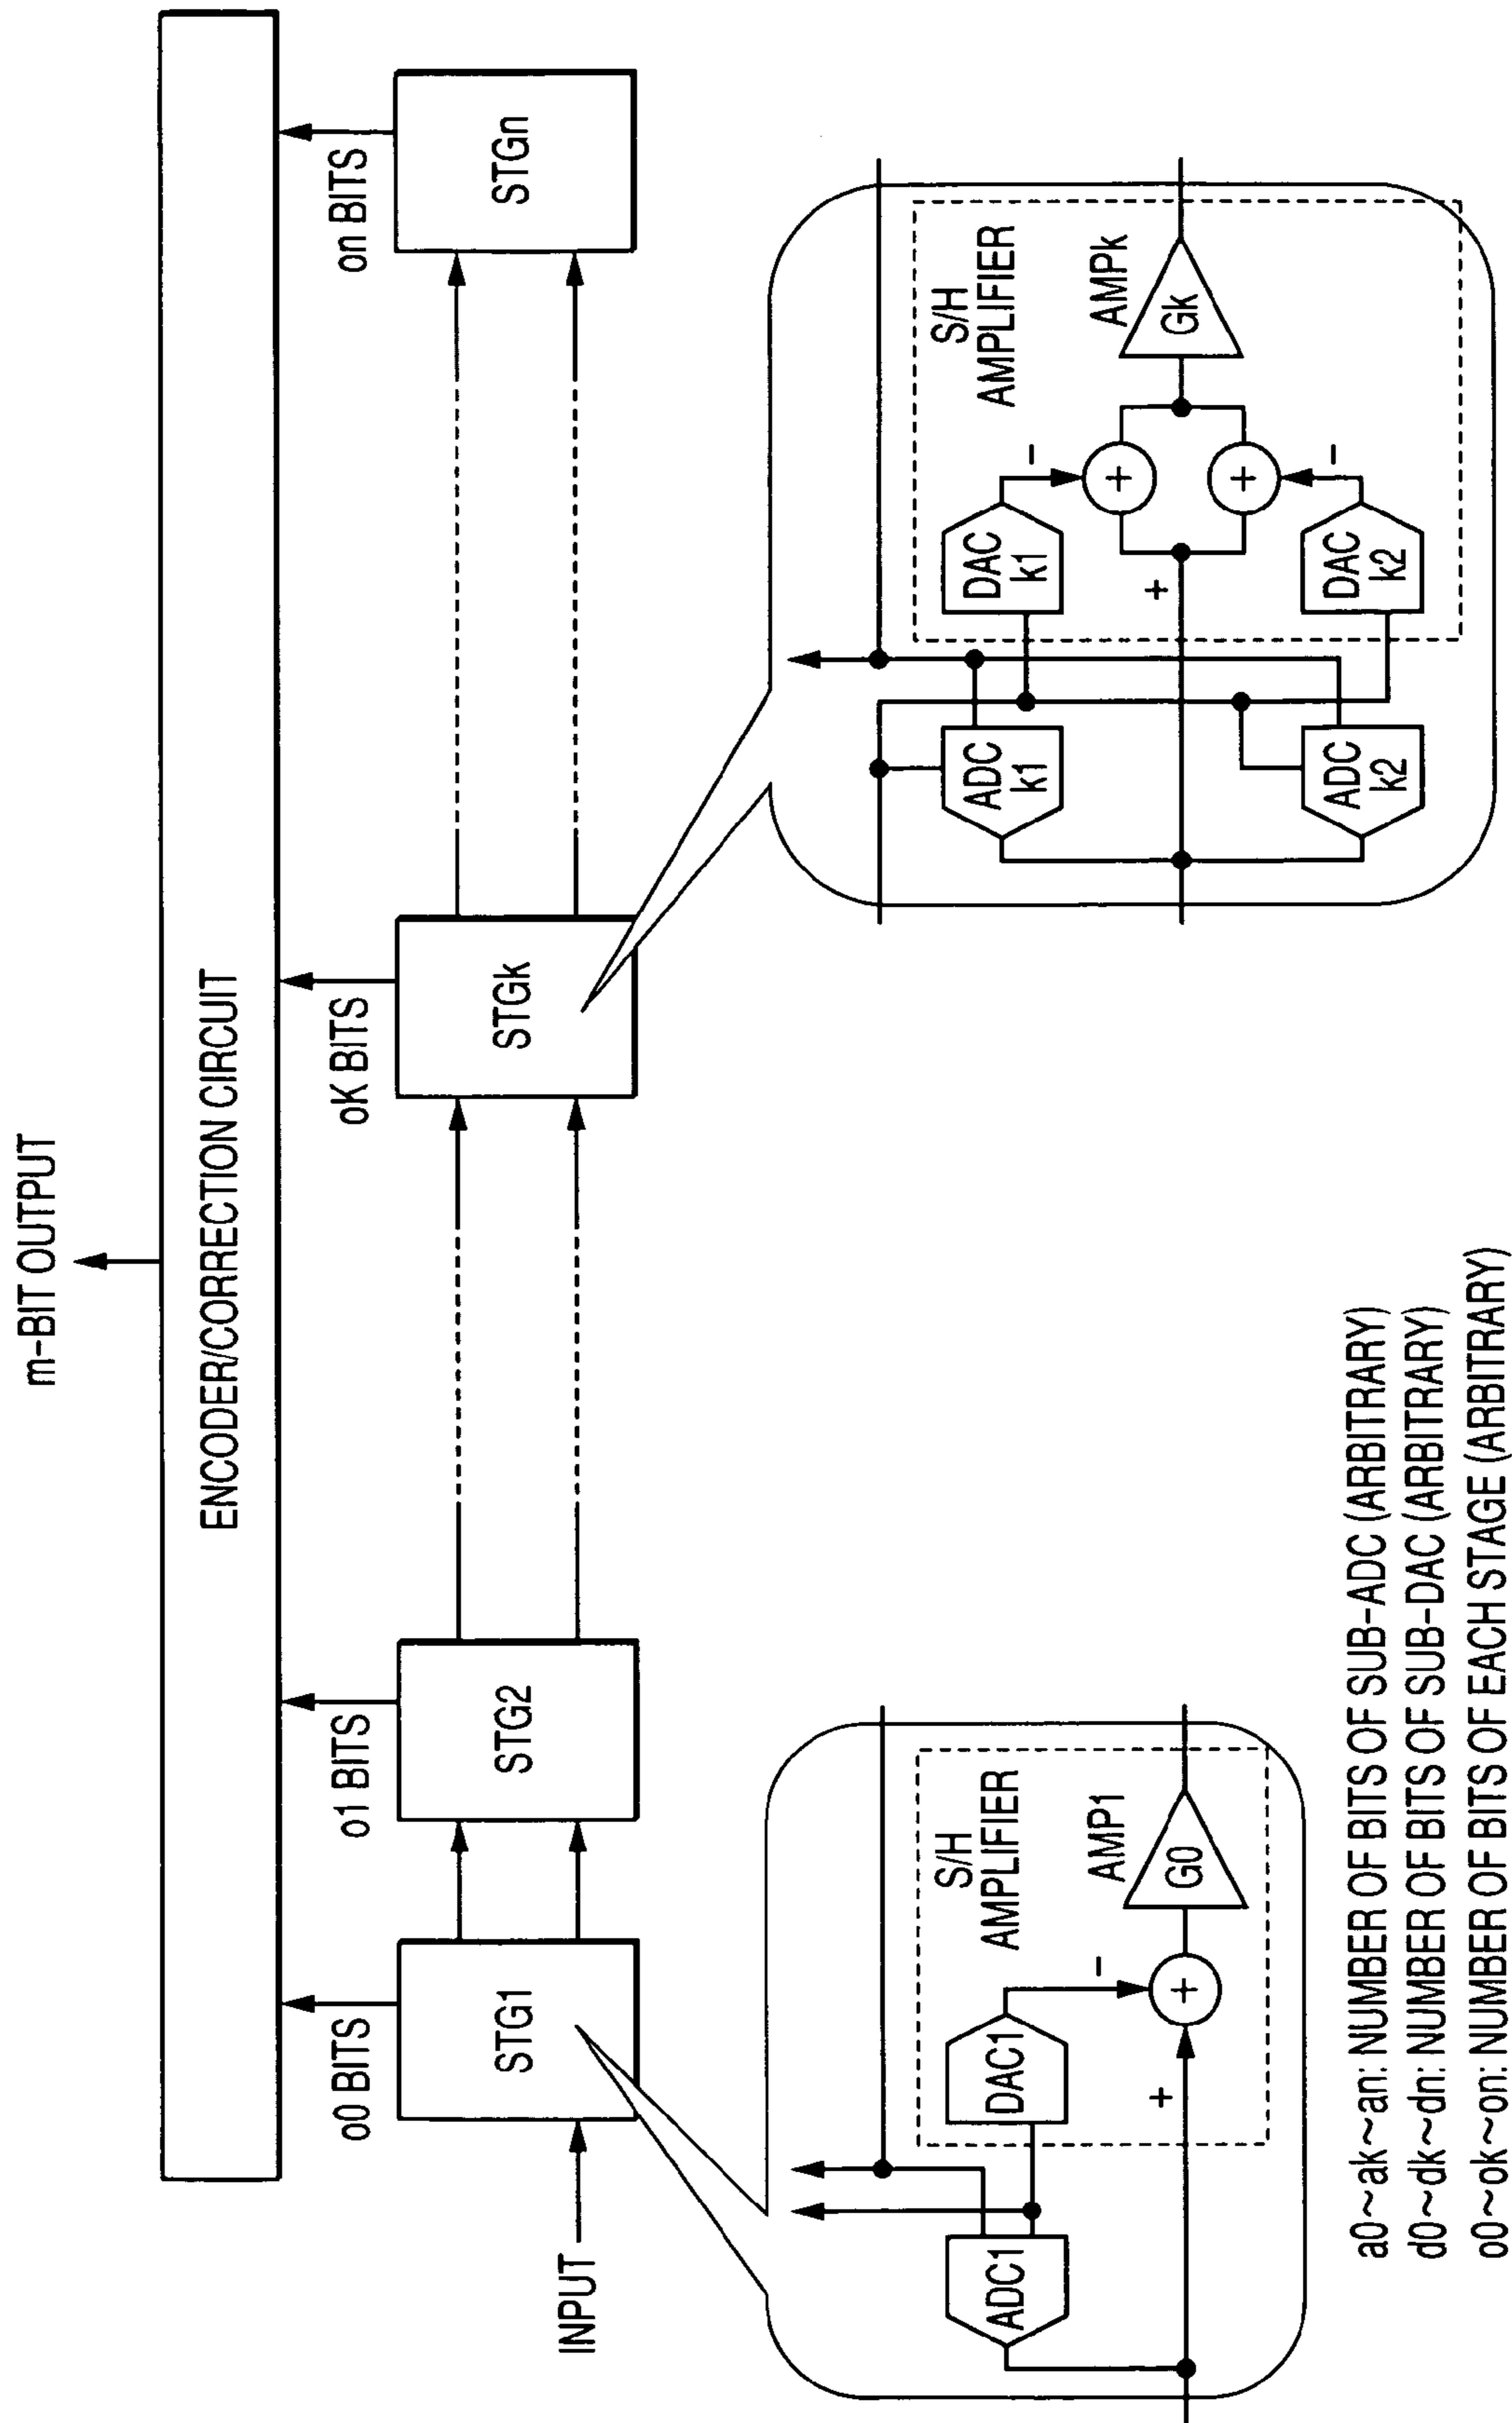 m-BIT OUTPUT
ENCODER/CORRECTION CIRCUIT
o0 BITS
o1 BITS
oK BITS
on BITS
INPUT
STG1
STG2
STGk
STGn
ADC1
DAC1
S/H
AMPLIFIER
AMP1
G0
+
-
+
ADC
k1
DAC
k1
-
+
S/H
AMPLIFIER
AMPk
Gk
+
+
ADC
k2
DAC
k2
-
a0~ak~an: NUMBER OF BITS OF SUB-ADC (ARBITRARY)
d0~dk~dn: NUMBER OF BITS OF SUB-DAC (ARBITRARY)
o0~ok~on: NUMBER OF BITS OF EACH STAGE (ARBITRARY)